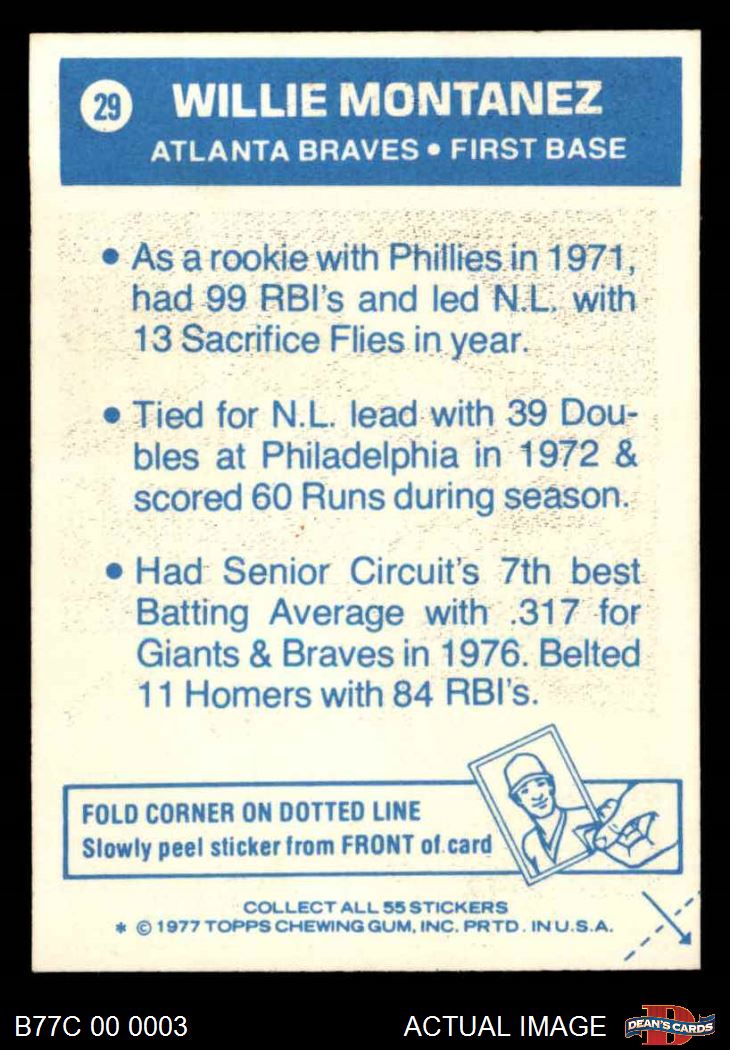 29
WILLIE MONTANEZ
ATLANTA BRAVES • FIRST BASE
• As a rookie with Phillies in 1971,
had 99 RBI's and led N.L. with
13 Sacrifice Flies in year.
• Tied for N.L. lead with 39 Dou-
bles at Philadelphia in 1972 &
scored 60 Runs during season.
• Had Senior Circuit's 7th best
Batting Average with .317 for
Giants & Braves in 1976. Belted
11 Homers with 84 RBI's.
FOLD CORNER ON DOTTED LINE
Slowly peel sticker from FRONT of card
COLLECT ALL 55 STICKERS
* © 1977 TOPPS CHEWING GUM, INC. PRTD. IN U.S.A.
B77C 00 0003
ACTUAL IMAGE
D
DEAN'S CARDS